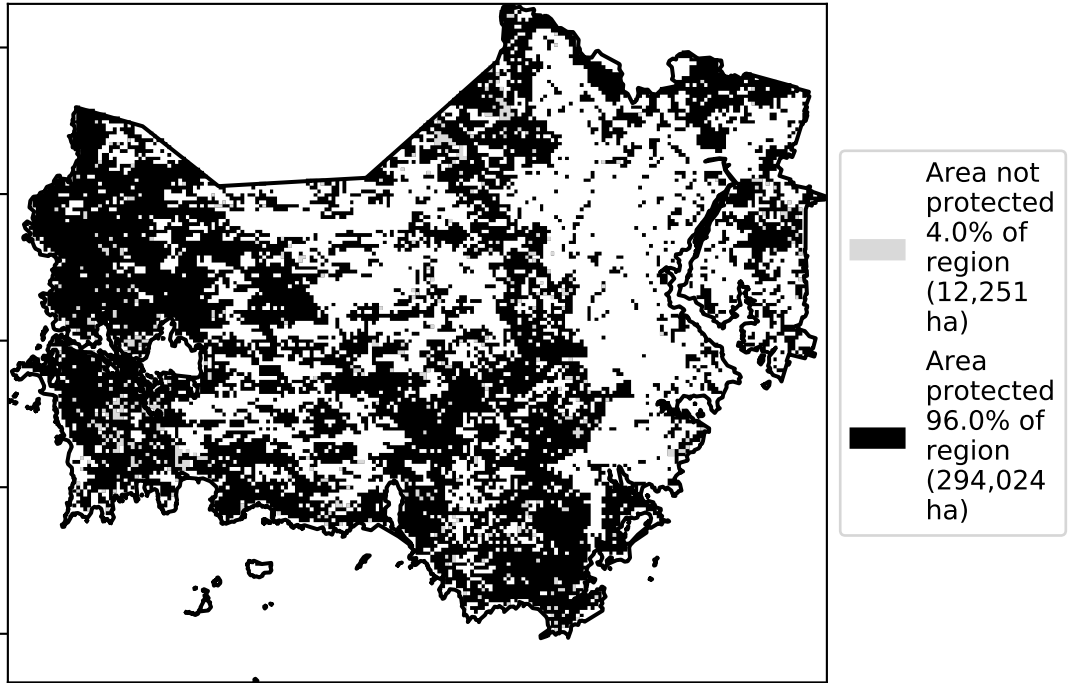 Area not
protected
4.0% of
region
(12,251
ha)
Area
protected
96.0% of
region
(294,024
ha)